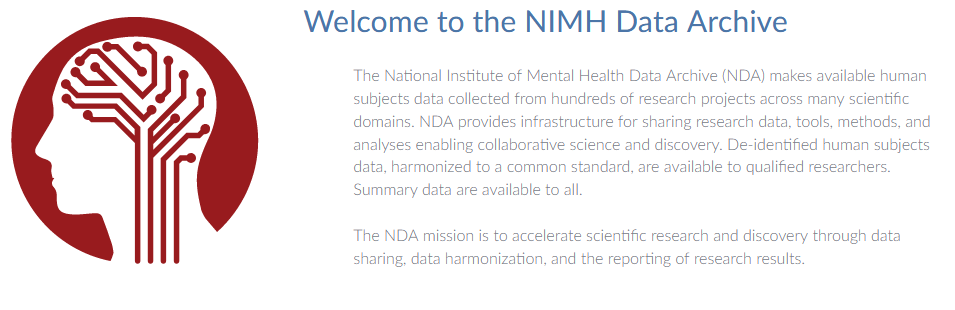 Welcome to the NIMH Data Archive
The National Institute of Mental Health Data Archive (NDA) makes available human
subjects data collected from hundreds of research projects across many scientific
domains. NDA provides infrastructure for sharing research data, tools, methods, and
analyses enabling collaborative science and discovery. De-identified human subjects
data, harmonized to a common standard, are available to qualified researchers.
Summary data are available to all.
The NDA mission is to accelerate scientific research and discovery through data
sharing, data harmonization, and the reporting of research results.